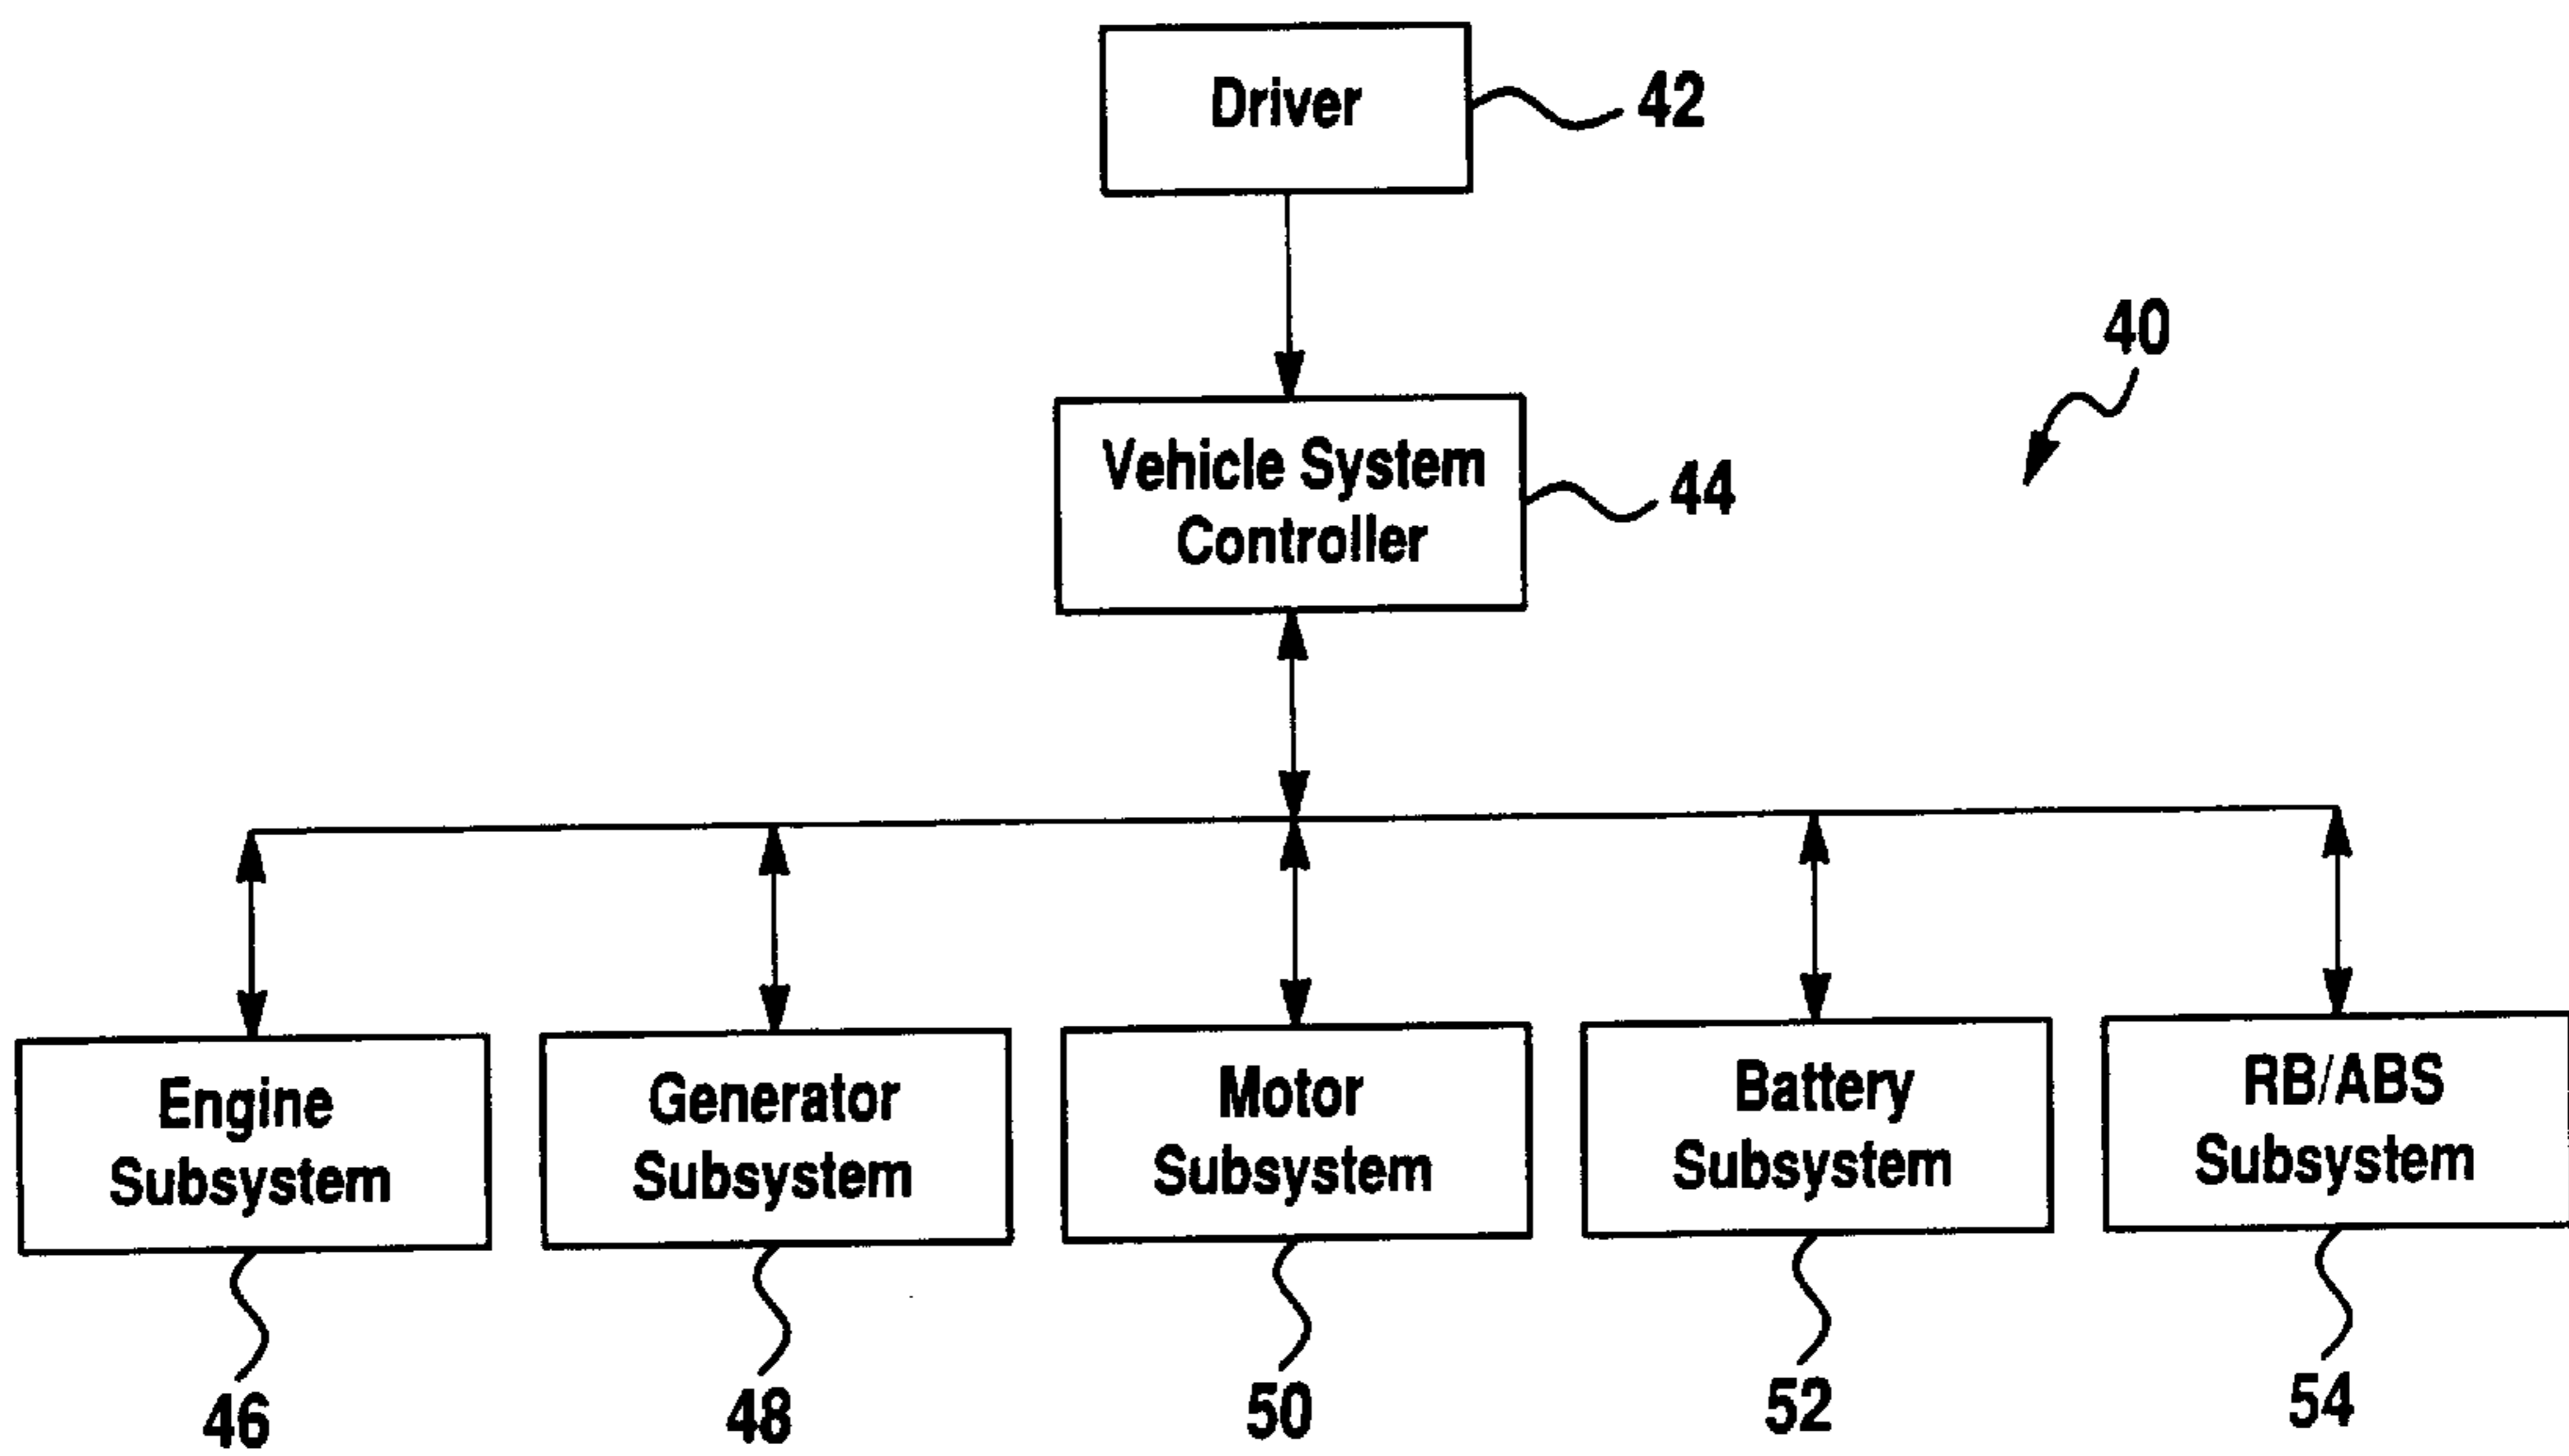 Driver
42
40
Vehicle System
Controller
44
Engine
Subsystem
Generator
Subsystem
Motor
Subsystem
Battery
Subsystem
RB/ABS
Subsystem
46
48
50
52
54